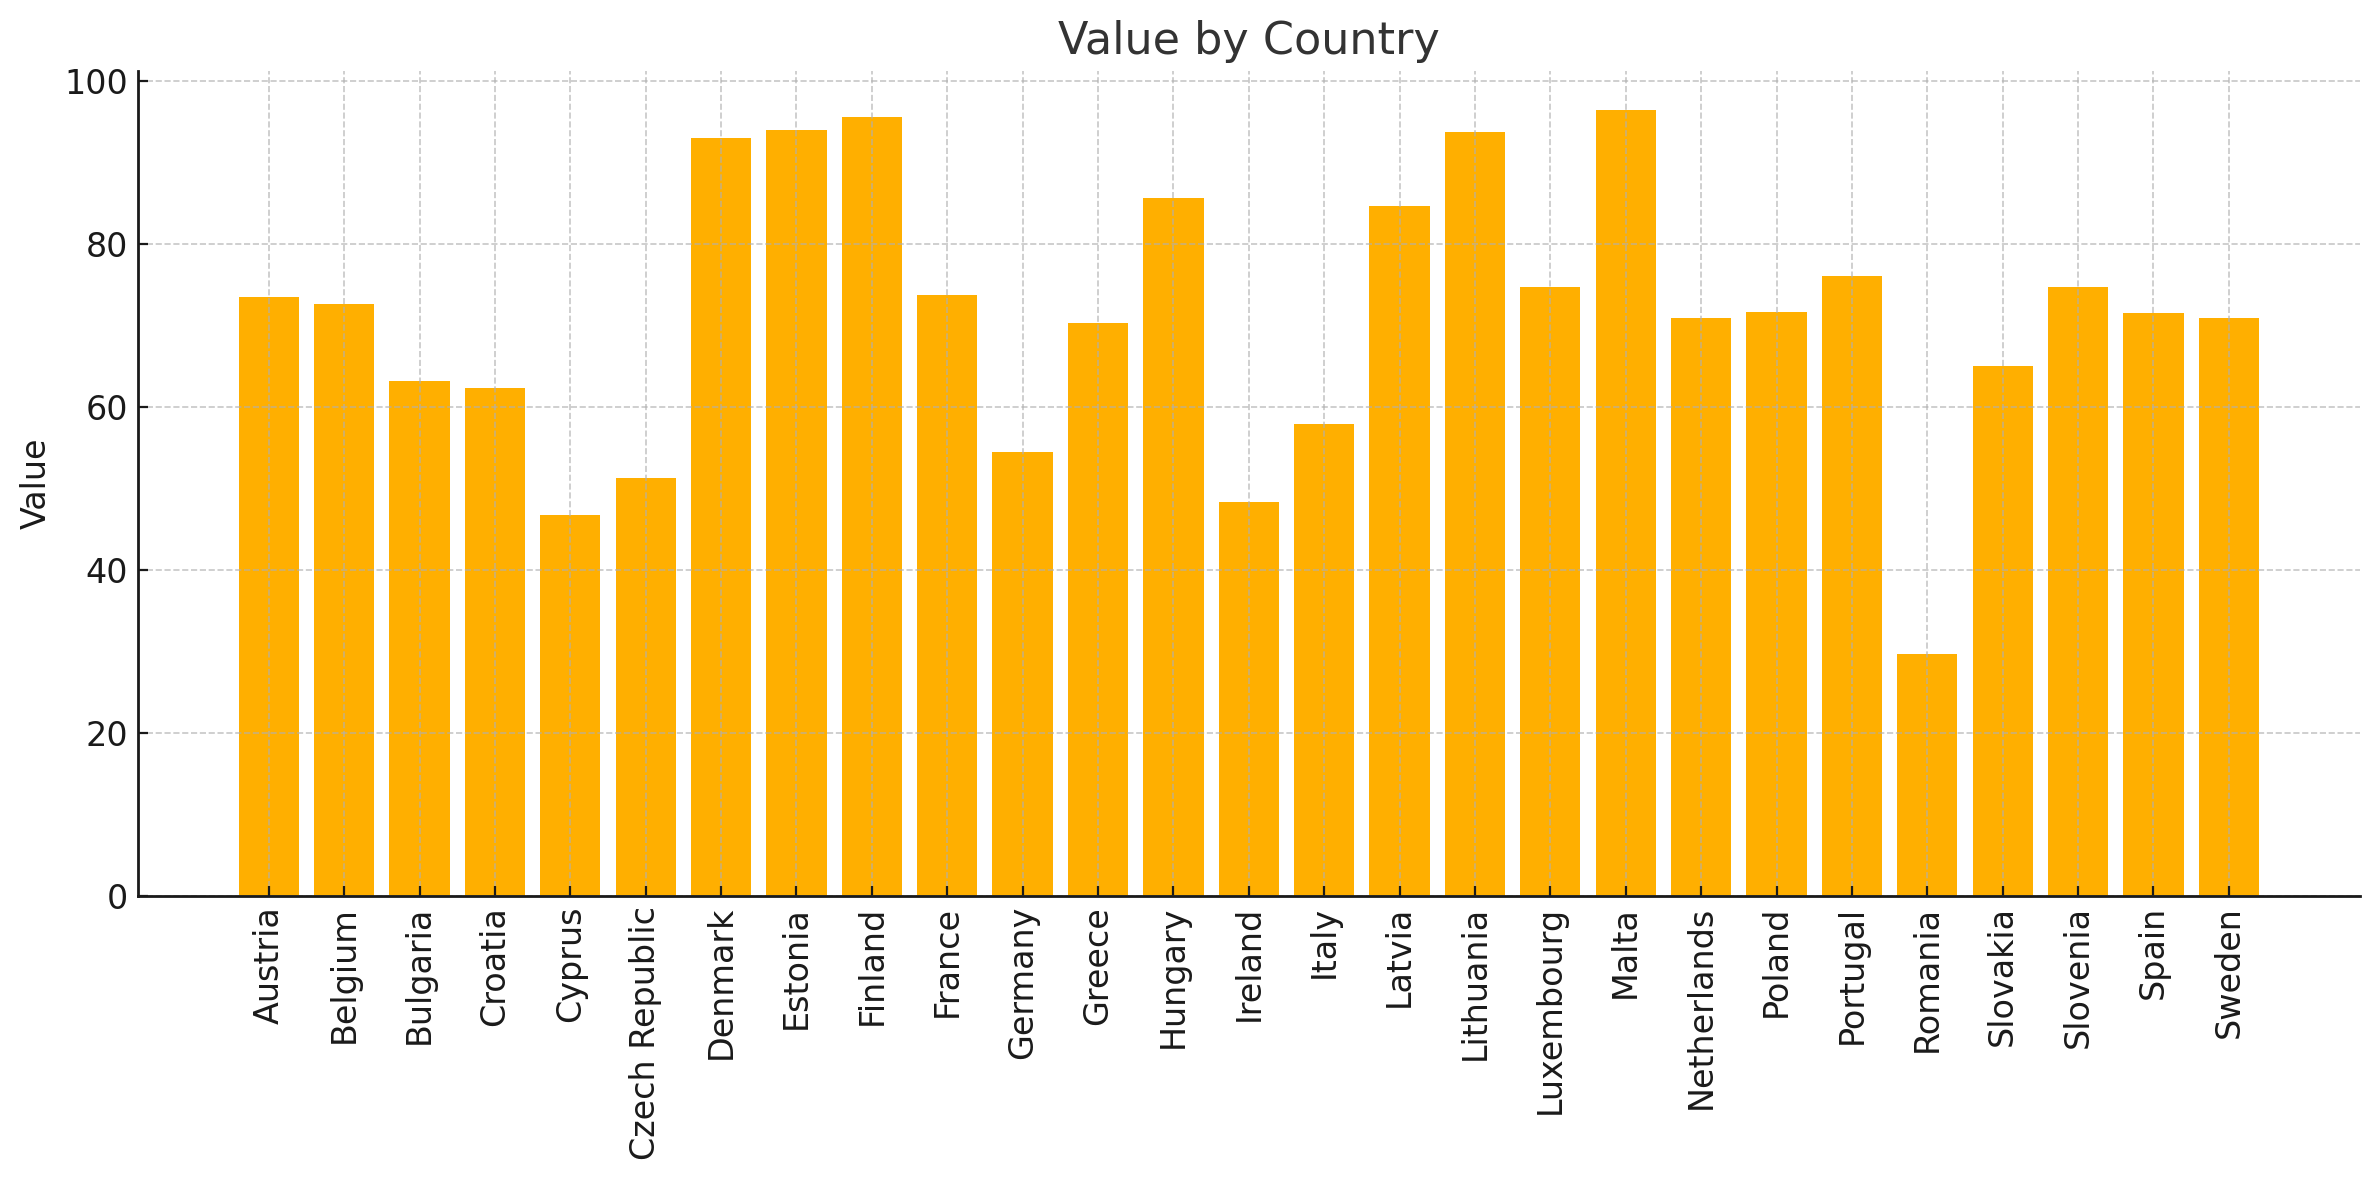 Value by Country
Value
100
80
60
40
20
0
Austria
Belgium
Bulgaria
Croatia
Cyprus
Czech Republic
Denmark
Estonia
Finland
France
Germany
Greece
Hungary
Ireland
Italy
Latvia
Lithuania
Luxembourg
Malta
Netherlands
Poland
Portugal
Romania
Slovakia
Slovenia
Spain
Sweden